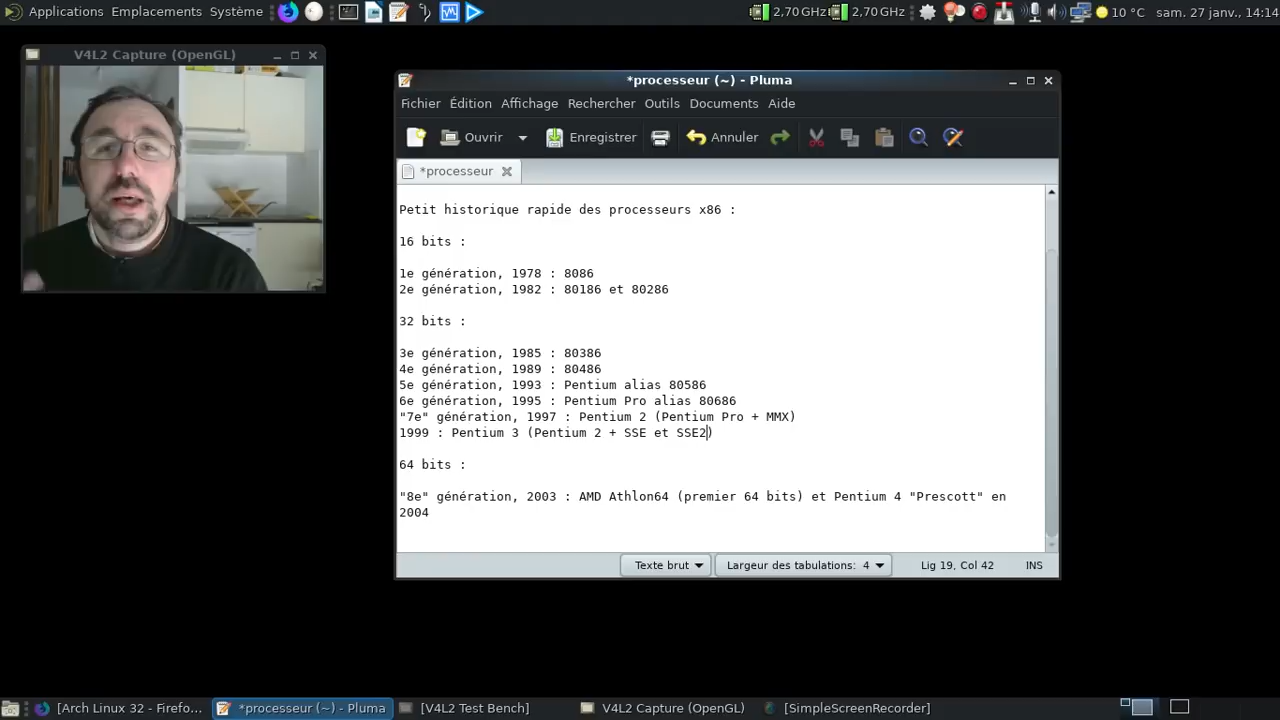 Applications Emplacements Système
2,70 GHz 2,70 GHz 10 °C sam. 27 janv., 14:14
V4L2 Capture (OpenGL)
*processeur (~) - Pluma
Fichier Édition Affichage Rechercher Outils Documents Aide
Ouvrir Enregistrer Annuler
*processeur
Petit historique rapide des processeurs x86 :
16 bits :
1e génération, 1978 : 8086
2e génération, 1982 : 80186 et 80286
32 bits :
3e génération, 1985 : 80386
4e génération, 1989 : 80486
5e génération, 1993 : Pentium alias 80586
6e génération, 1995 : Pentium Pro alias 80686
"7e" génération, 1997 : Pentium 2 (Pentium Pro + MMX)
1999 : Pentium 3 (Pentium 2 + SSE et SSE2)
64 bits :
"8e" génération, 2003 : AMD Athlon64 (premier 64 bits) et Pentium 4 "Prescott" en
2004
Texte brut Largeur des tabulations: 4 Lig 19, Col 42 INS
[Arch Linux 32 - Firefo... *processeur (~) - Pluma [V4L2 Test Bench] V4L2 Capture (OpenGL) [SimpleScreenRecorder]